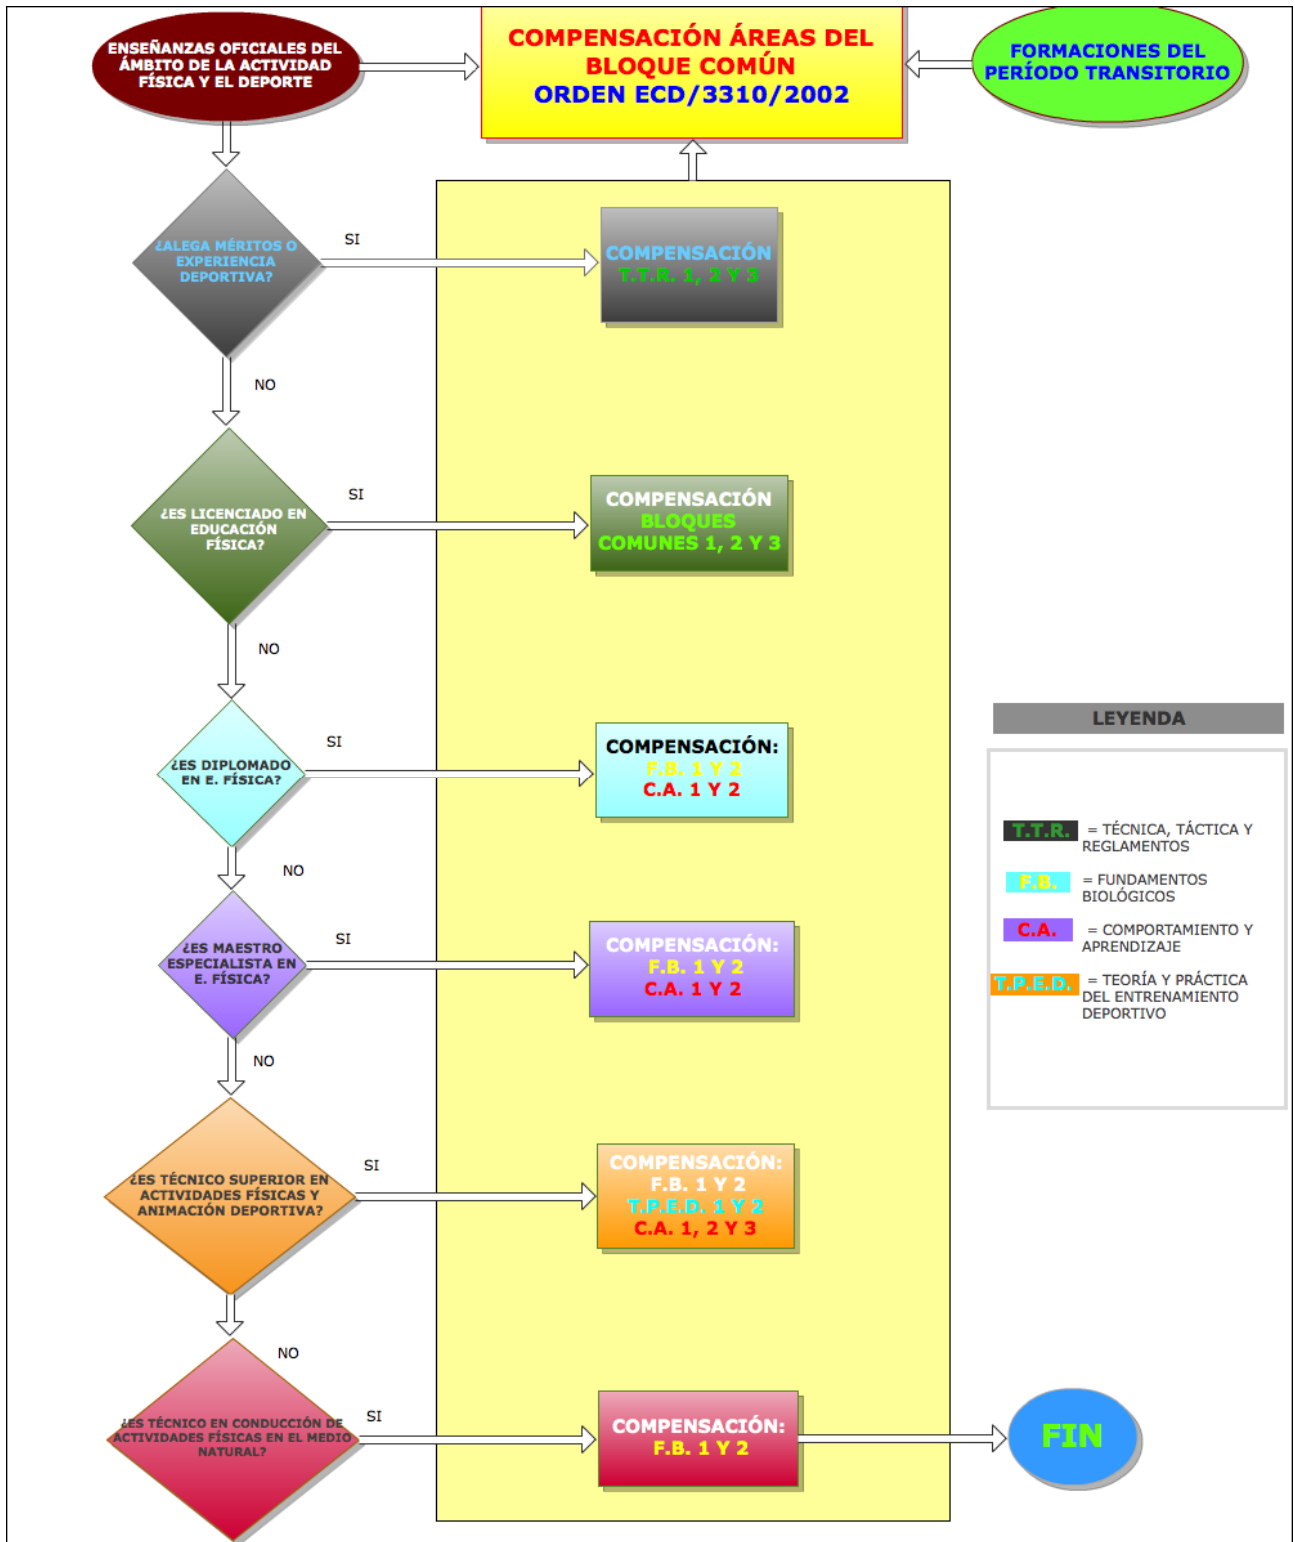 ENSEÑANZAS OFICIALES DEL
ÁMBITO DE LA ACTIVIDAD
FÍSICA Y EL DEPORTE
COMPENSACIÓN ÁREAS DEL
BLOQUE COMÚN
ORDEN ECD/3310/2002
FORMACIONES DEL
PERÍODO TRANSITORIO
¿ALEGA MÉRITOS O
EXPERIENCIA
DEPORTIVA?
SI
COMPENSACIÓN
T.T.R. 1, 2 Y 3
NO
¿ES LICENCIADO EN
EDUCACIÓN
FÍSICA?
SI
COMPENSACIÓN
BLOQUES
COMUNES 1, 2 Y 3
NO
¿ES DIPLOMADO
EN E. FÍSICA?
SI
COMPENSACIÓN:
F.B. 1 Y 2
C.A. 1 Y 2
NO
¿ES MAESTRO
ESPECIALISTA EN
E. FÍSICA?
SI
COMPENSACIÓN:
F.B. 1 Y 2
C.A. 1 Y 2
NO
¿ES TÉCNICO SUPERIOR EN
ACTIVIDADES FÍSICAS Y
ANIMACIÓN DEPORTIVA?
SI
COMPENSACIÓN:
F.B. 1 Y 2
T.P.E.D. 1 Y 2
C.A. 1, 2 Y 3
NO
¿ES TÉCNICO EN CONDUCCIÓN DE
ACTIVIDADES FÍSICAS EN EL MEDIO
NATURAL?
SI
COMPENSACIÓN:
F.B. 1 Y 2
FIN
LEYENDA
T.T.R. = TÉCNICA, TÁCTICA Y
REGLAMENTOS
F.B. = FUNDAMENTOS
BIOLÓGICOS
C.A. = COMPORTAMIENTO Y
APRENDIZAJE
T.P.E.D. = TEORÍA Y PRÁCTICA
DEL ENTRENAMIENTO
DEPORTIVO